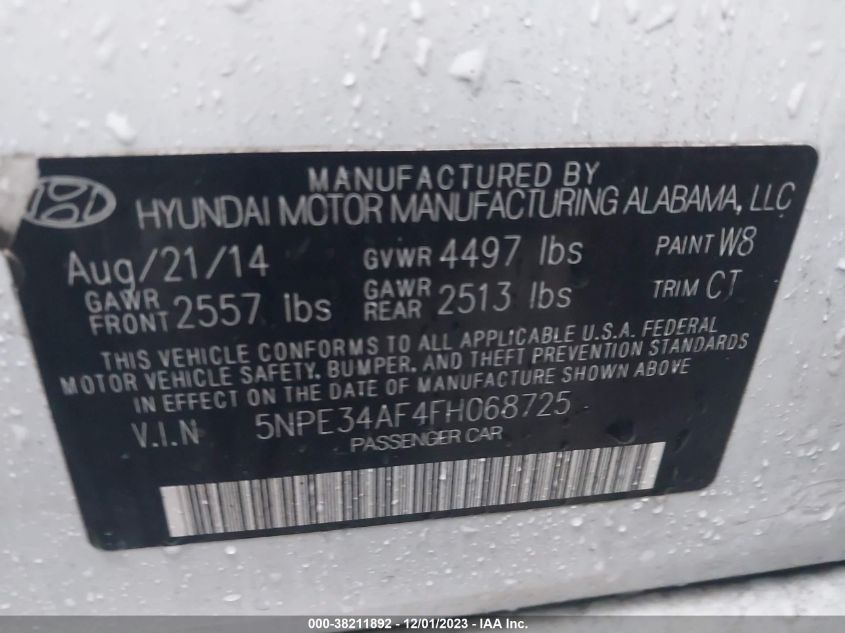 MANUFACTURED BY
HYUNDAI MOTOR MANUFACTURING ALABAMA, LLC
Aug/21/14 GVWR 4497 lbs PAINT W8
GAWR FRONT 2557 lbs GAWR REAR 2513 lbs TRIM CT
THIS VEHICLE CONFORMS TO ALL APPLICABLE U.S.A. FEDERAL
MOTOR VEHICLE SAFETY. BUMPER. AND THEFT PREVENTION STANDARDS
IN EFFECT ON THE DATE OF MANUFACTURE SHOWN ABOVE
V.I.N 5NPE34AF4FH068725
PASSENGER CAR
000-38211892 - 12/01/2023 - IAA Inc.